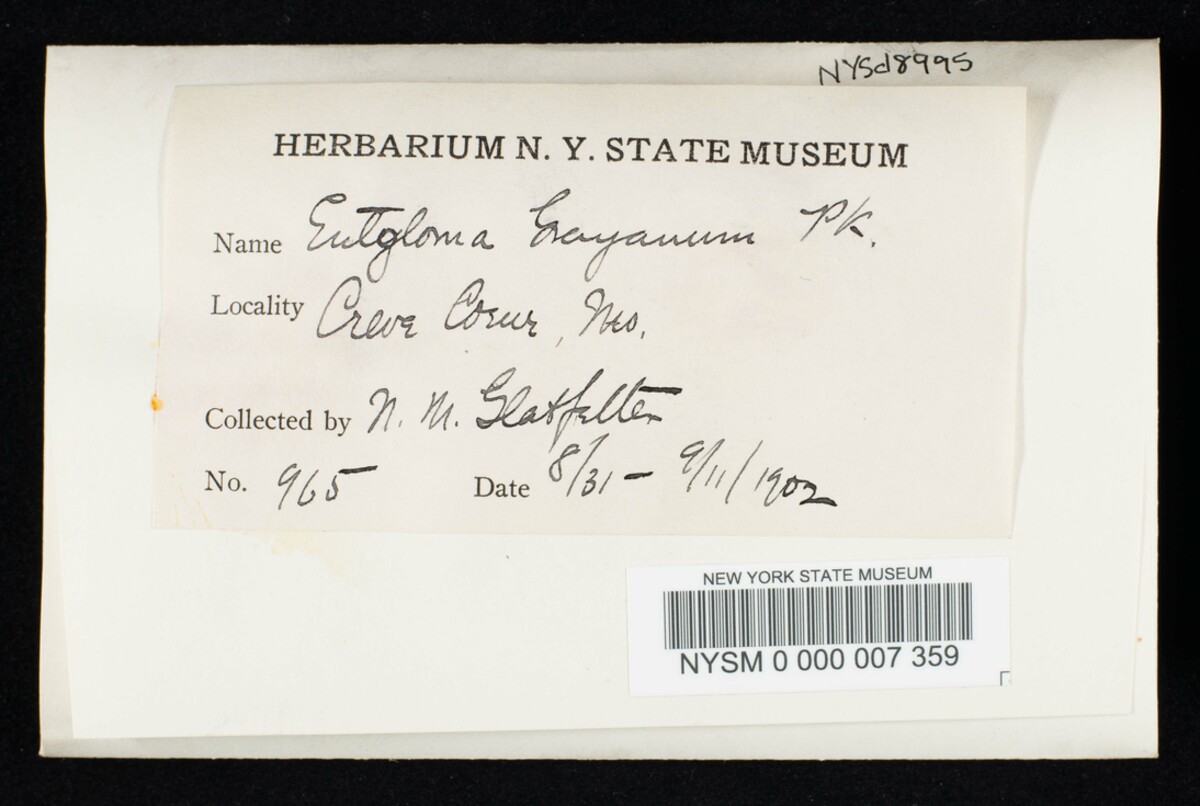 NYSd8995
HERBARIUM N. Y. STATE MUSEUM
Name Entoloma Grayanum Pk.
Locality Creve Coeur, Mo.
Collected by N. M. Glatfelter
No. 965 Date 8/31 - 9/11/1902
NEW YORK STATE MUSEUM
NYSM 0 000 007 359